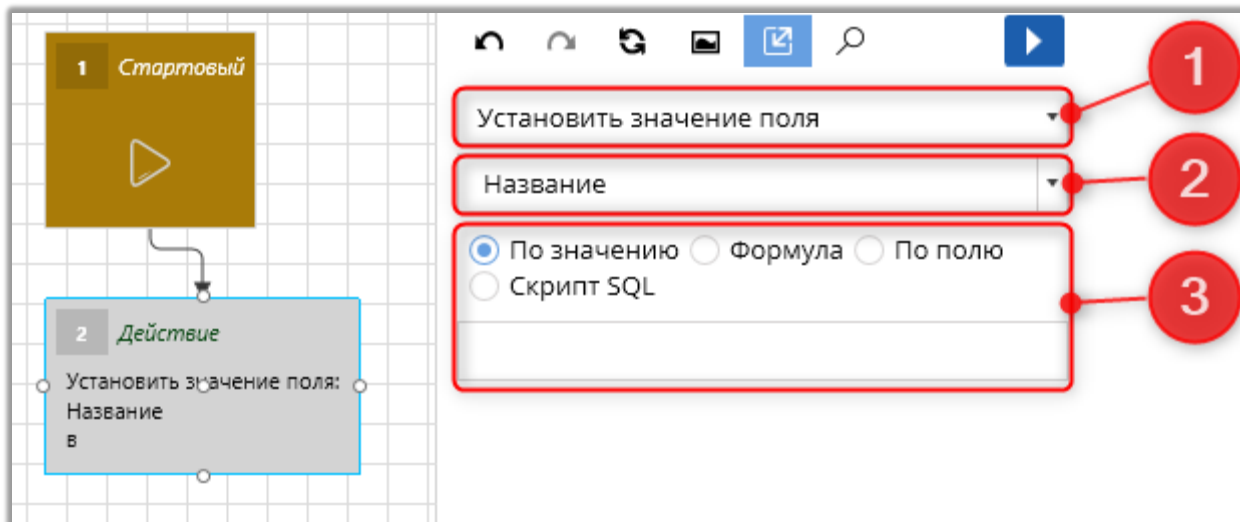 1 Стартовый
2 Действие
Установить значение поля:
Название
в
Установить значение поля
1
Название
2
По значению Формула По полю
Скрипт SQL
3